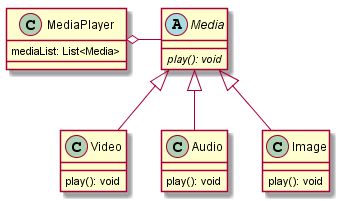 C MediaPlayer
mediaList: List<Media>
A Media
play(): void
C Video
play(): void
C Audio
play(): void
C Image
play(): void